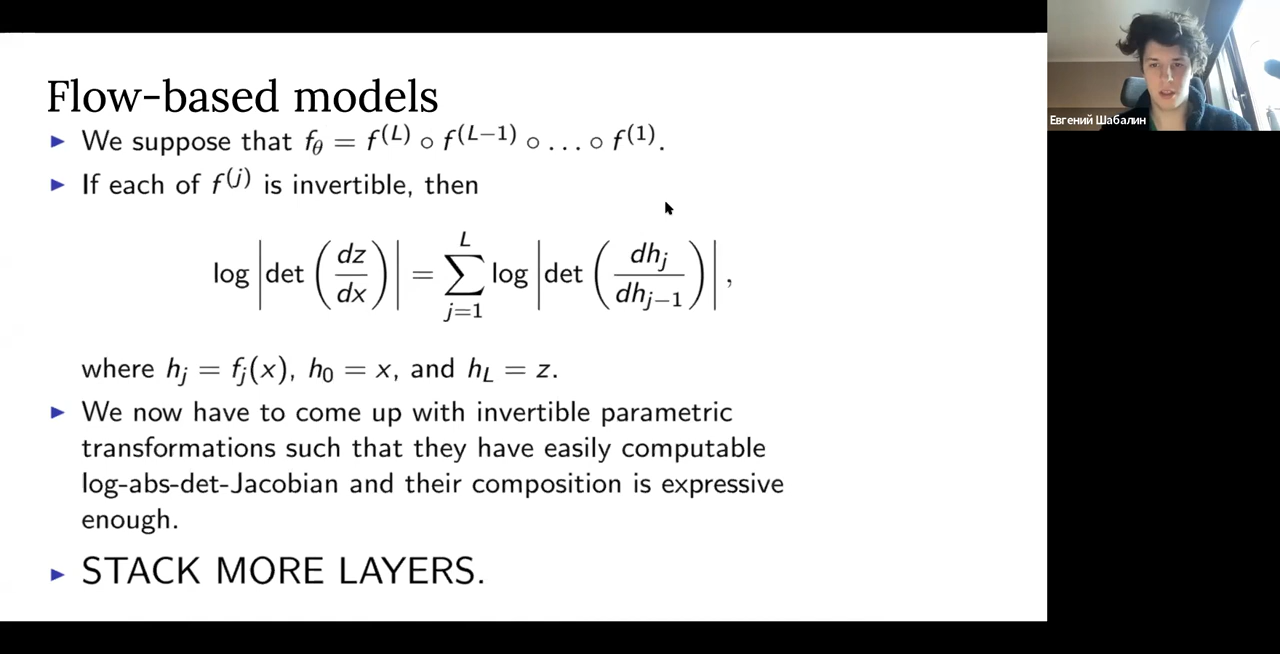 Flow-based models
▶ We suppose that f_θ = f^(L) ∘ f^(L−1) ∘ … ∘ f^(1).
▶ If each of f^(j) is invertible, then
log |det (dz/dx)| = ∑_{j=1}^{L} log |det (dh_j/dh_{j−1})|,
where h_j = f_j(x), h_0 = x, and h_L = z.
▶ We now have to come up with invertible parametric
transformations such that they have easily computable
log-abs-det-Jacobian and their composition is expressive
enough.
▶ STACK MORE LAYERS.
Евгений Шабалин